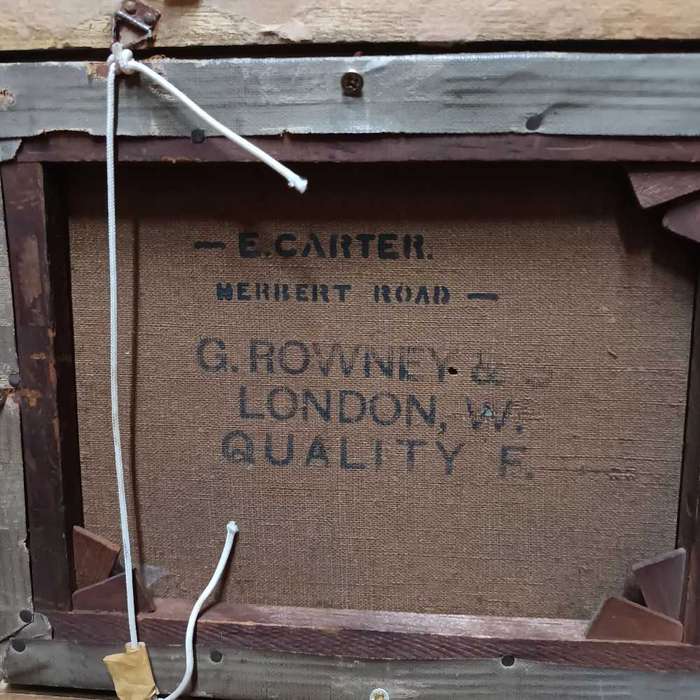 — E. CARTER.
HERBERT ROAD —
G. ROWNEY &
LONDON, W.
QUALITY F.